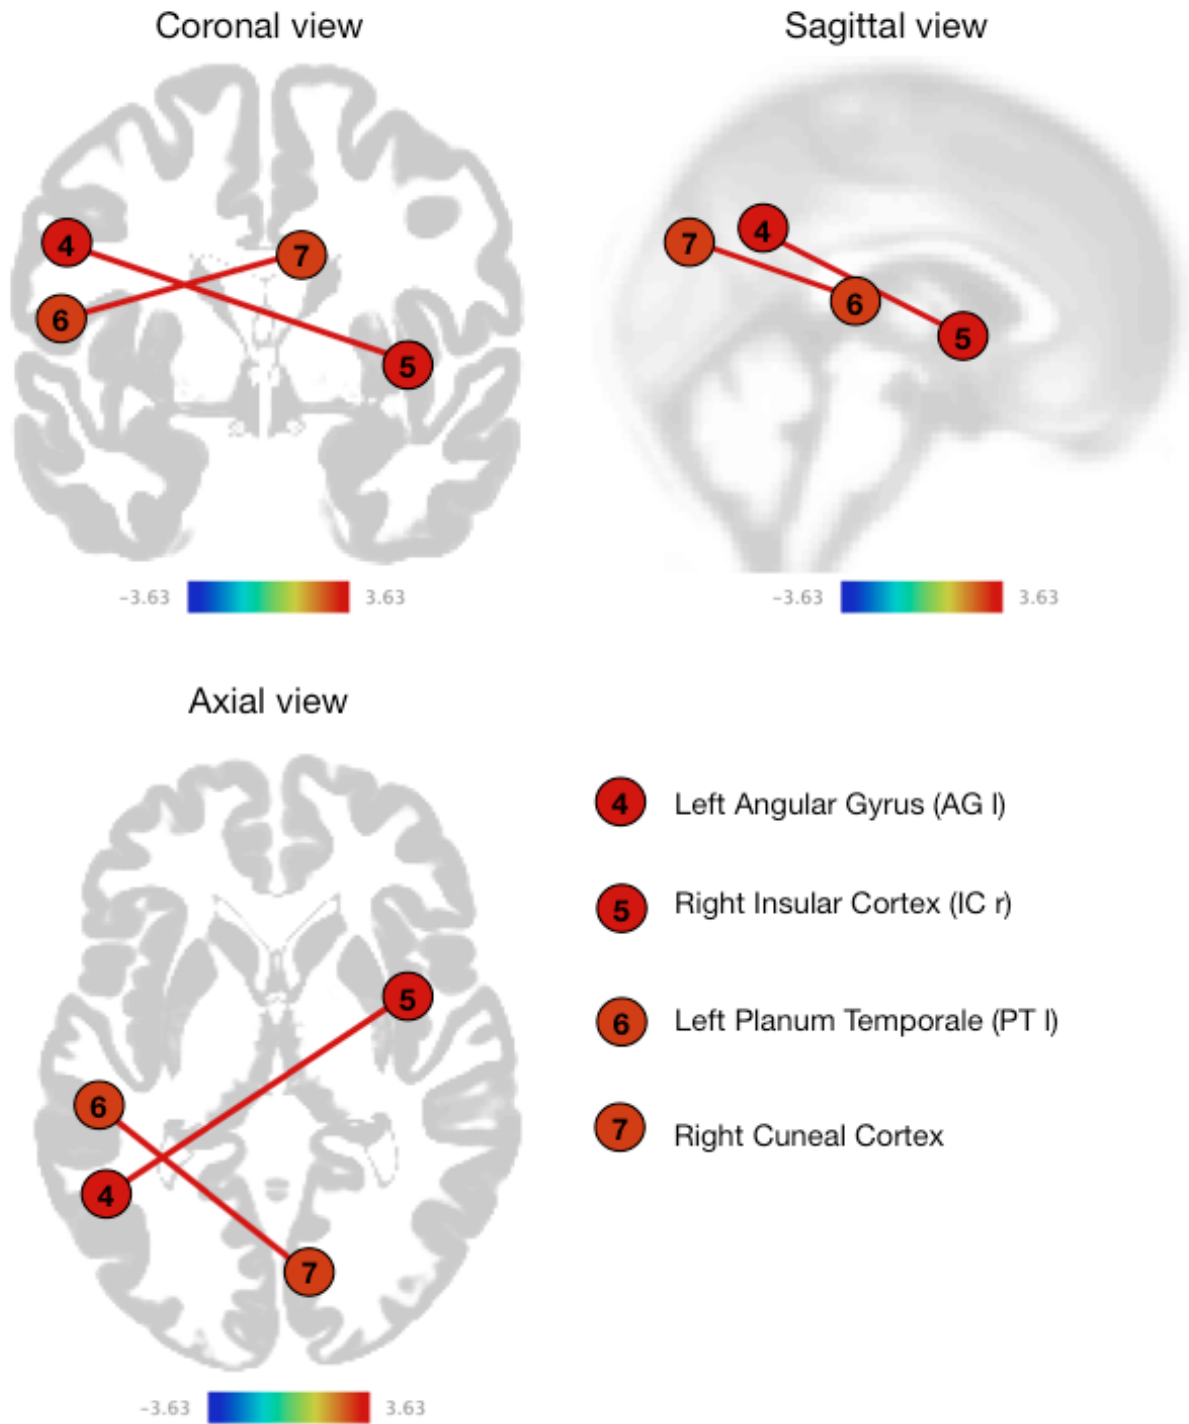 Coronal view
Sagittal view
4
7
6
5
7
4
6
5
-3.63 3.63
-3.63 3.63
Axial view
5
6
4
7
4 Left Angular Gyrus (AG l)
5 Right Insular Cortex (IC r)
6 Left Planum Temporale (PT l)
7 Right Cuneal Cortex
-3.63 3.63